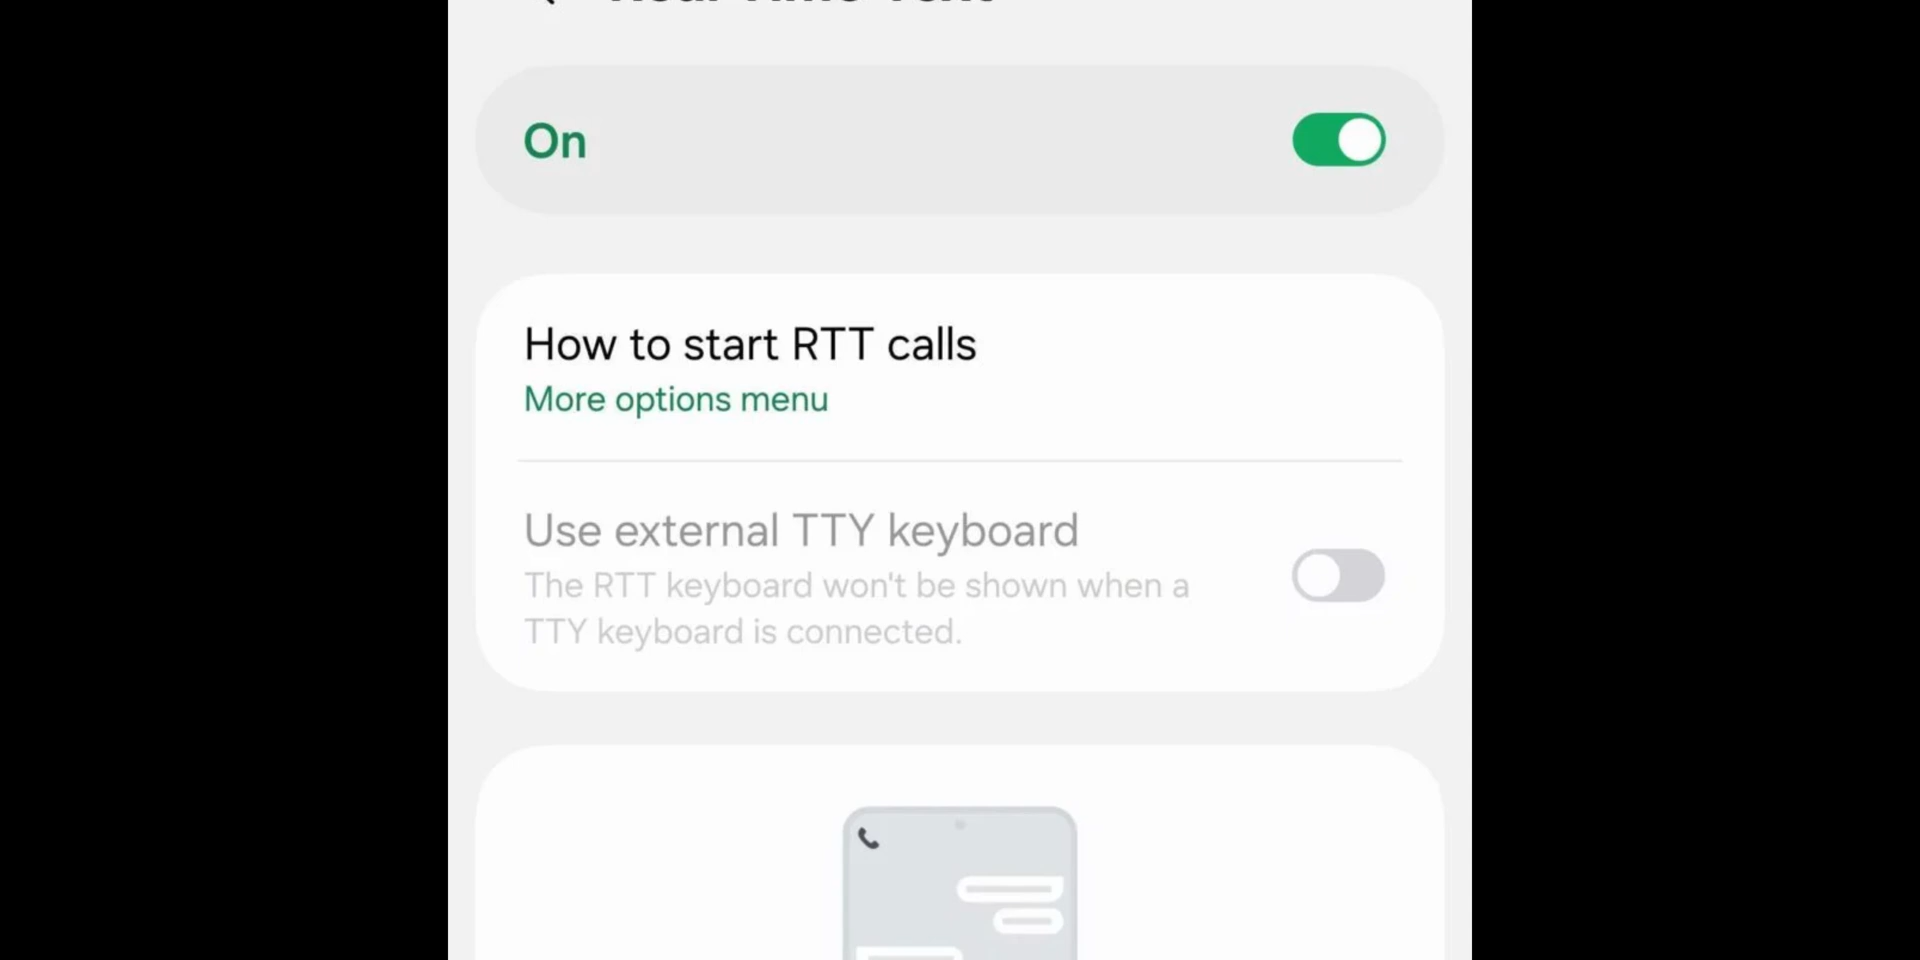 On
How to start RTT calls
More options menu
Use external TTY keyboard
The RTT keyboard won't be shown when a
TTY keyboard is connected.